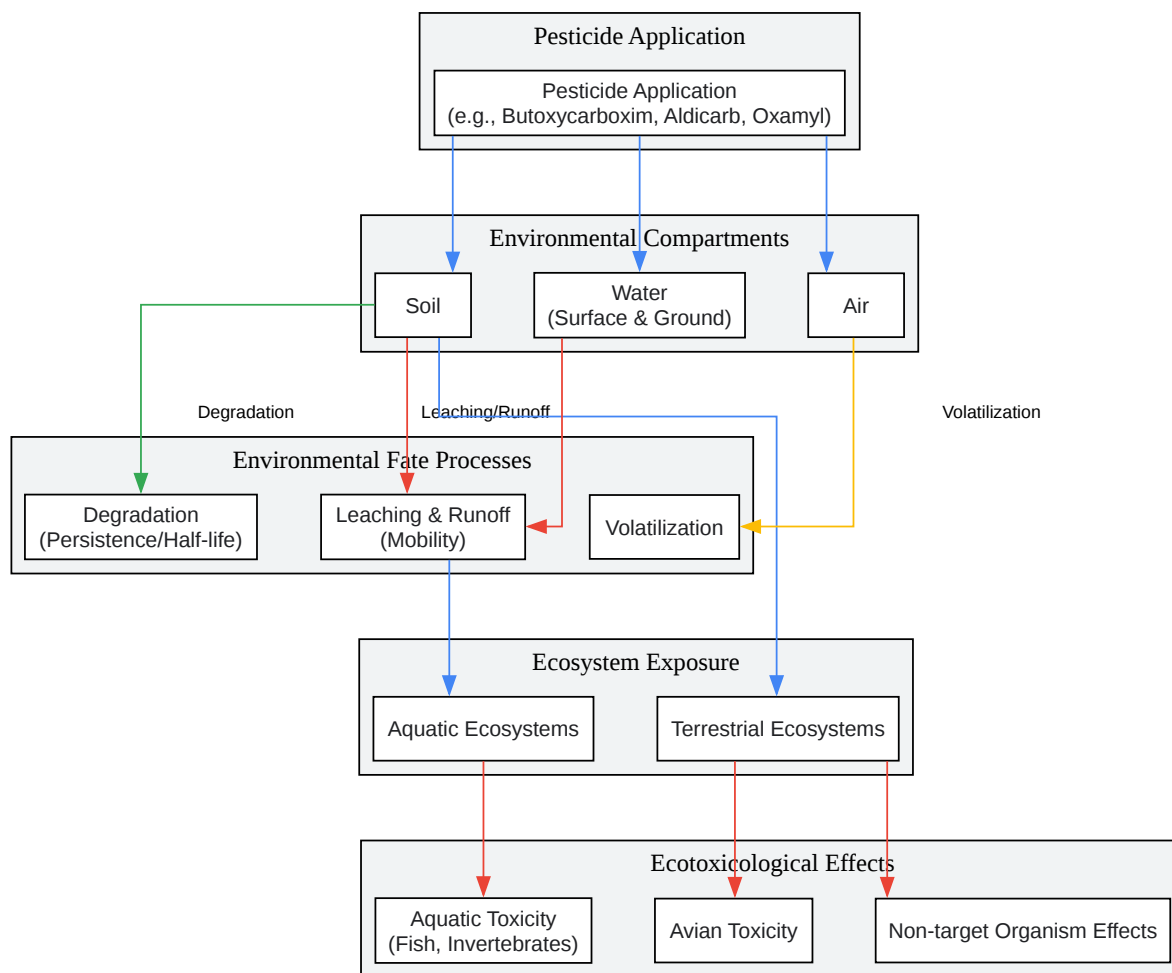 Pesticide Application
Pesticide Application
(e.g., Butoxycarboxim, Aldicarb, Oxamyl)
Environmental Compartments
Soil
Water
(Surface & Ground)
Air
Degradation
Leaching/Runoff
Volatilization
Environmental Fate Processes
Degradation
(Persistence/Half-life)
Leaching & Runoff
(Mobility)
Volatilization
Ecosystem Exposure
Aquatic Ecosystems
Terrestrial Ecosystems
Ecotoxicological Effects
Aquatic Toxicity
(Fish, Invertebrates)
Avian Toxicity
Non-target Organism Effects